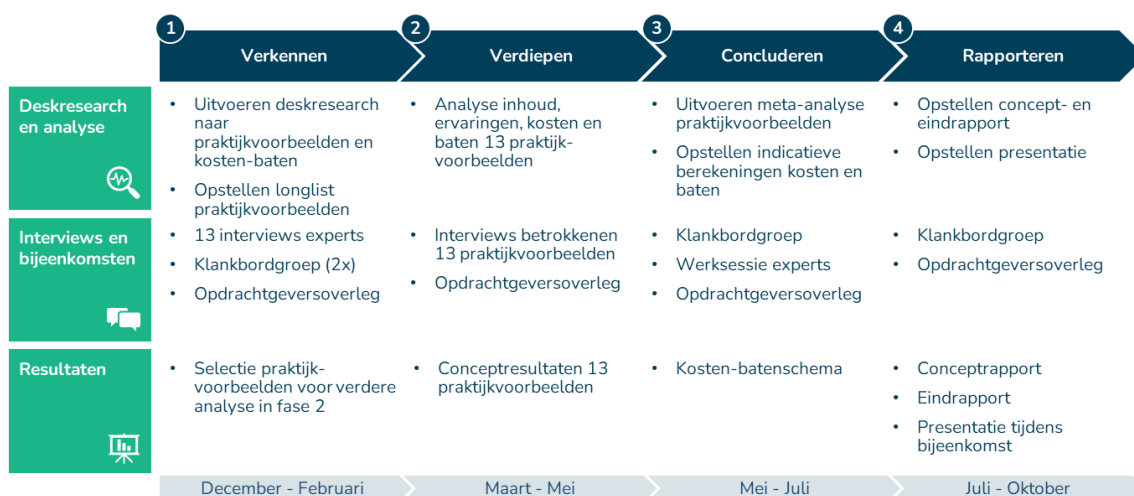 1
Verkennen
2
Verdiepen
3
Concluderen
4
Rapporteren
Deskresearch
en analyse
• Uitvoeren deskresearch
naar
praktijkvoorbeelden en
kosten-baten
• Opstellen longlist
praktijkvoorbeelden
• Analyse inhoud,
ervaringen, kosten en
baten 13 praktijk-
voorbeelden
• Uitvoeren meta-analyse
praktijkvoorbeelden
• Opstellen indicatieve
berekeningen kosten en
baten
• Opstellen concept- en
eindrapport
• Opstellen presentatie
Interviews en
bijeenkomsten
• 13 interviews experts
• Klankbordgroep (2x)
• Opdrachtgeversoverleg
• Interviews betrokkenen
13 praktijkvoorbeelden
• Opdrachtgeversoverleg
• Klankbordgroep
• Werksessie experts
• Opdrachtgeversoverleg
• Klankbordgroep
• Opdrachtgeversoverleg
Resultaten
• Selectie praktijk-
voorbeelden voor verdere
analyse in fase 2
• Conceptresultaten 13
praktijkvoorbeelden
• Kosten-batenschema
• Conceptrapport
• Eindrapport
• Presentatie tijdens
bijeenkomst
December - Februari
Maart - Mei
Mei - Juli
Juli - Oktober